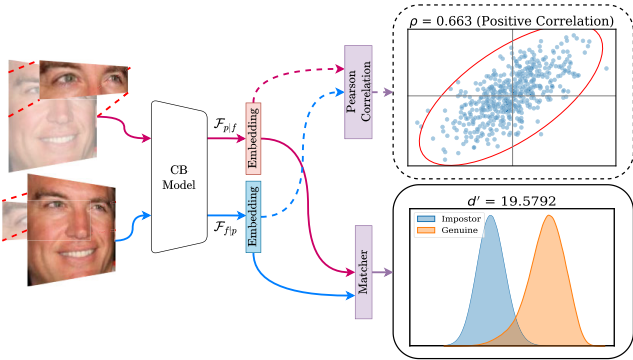 ρ = 0.663 (Positive Correlation)
Pearson
Correlation
Embedding
ℱp|f
CB
Model
ℱf|p
Embedding
Matcher
d′ = 19.5792
Impostor
Genuine